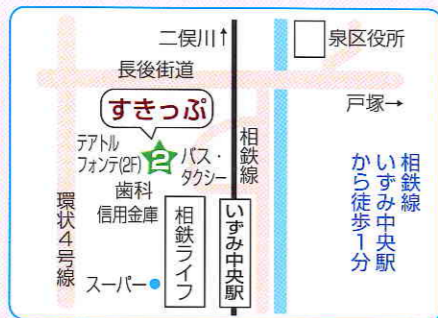 二俣川↑
泉区役所
長後街道
戸塚→
すきっぷ
テアトル
フォンテ(2F)
2
バス・
タクシー
相鉄線
歯科
信用金庫
環状4号線
相鉄ライフ
いずみ中央駅
スーパー
相鉄線
いずみ中央駅
から徒歩1分